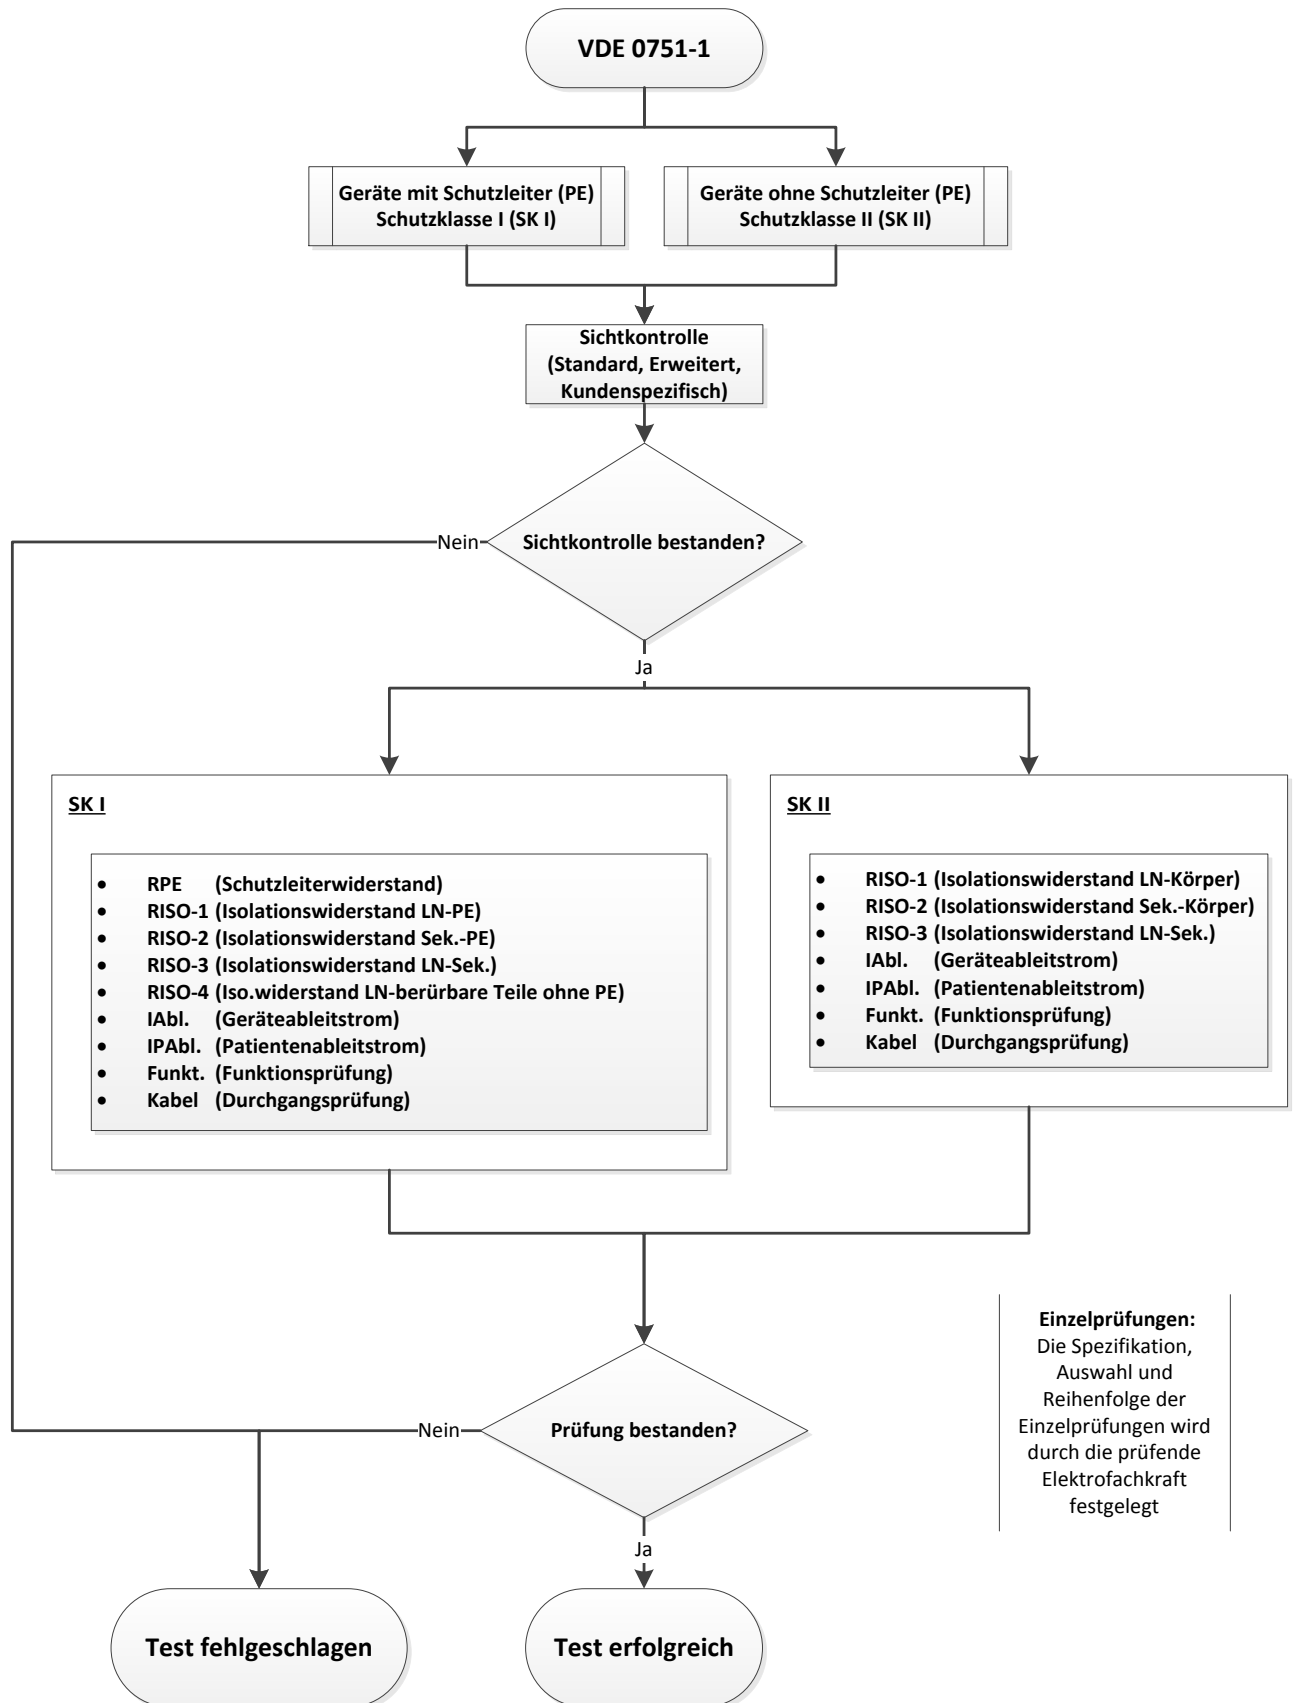 VDE 0751-1
Geräte mit Schutzleiter (PE)
Schutzklasse I (SK I)
Geräte ohne Schutzleiter (PE)
Schutzklasse II (SK II)
Sichtkontrolle
(Standard, Erweitert,
Kundenspezifisch)
Nein
Sichtkontrolle bestanden?
Ja
SK I
• RPE (Schutzleiterwiderstand)
• RISO-1 (Isolationswiderstand LN-PE)
• RISO-2 (Isolationswiderstand Sek.-PE)
• RISO-3 (Isolationswiderstand LN-Sek.)
• RISO-4 (Iso.widerstand LN-berürbare Teile ohne PE)
• IAbl. (Geräteableitstrom)
• IPAbl. (Patientenableitstrom)
• Funkt. (Funktionsprüfung)
• Kabel (Durchgangsprüfung)
SK II
• RISO-1 (Isolationswiderstand LN-Körper)
• RISO-2 (Isolationswiderstand Sek.-Körper)
• RISO-3 (Isolationswiderstand LN-Sek.)
• IAbl. (Geräteableitstrom)
• IPAbl. (Patientenableitstrom)
• Funkt. (Funktionsprüfung)
• Kabel (Durchgangsprüfung)
Einzelprüfungen:
Die Spezifikation,
Auswahl und
Reihenfolge der
Einzelprüfungen wird
durch die prüfende
Elektrofachkraft
festgelegt
Nein
Prüfung bestanden?
Ja
Test fehlgeschlagen
Test erfolgreich